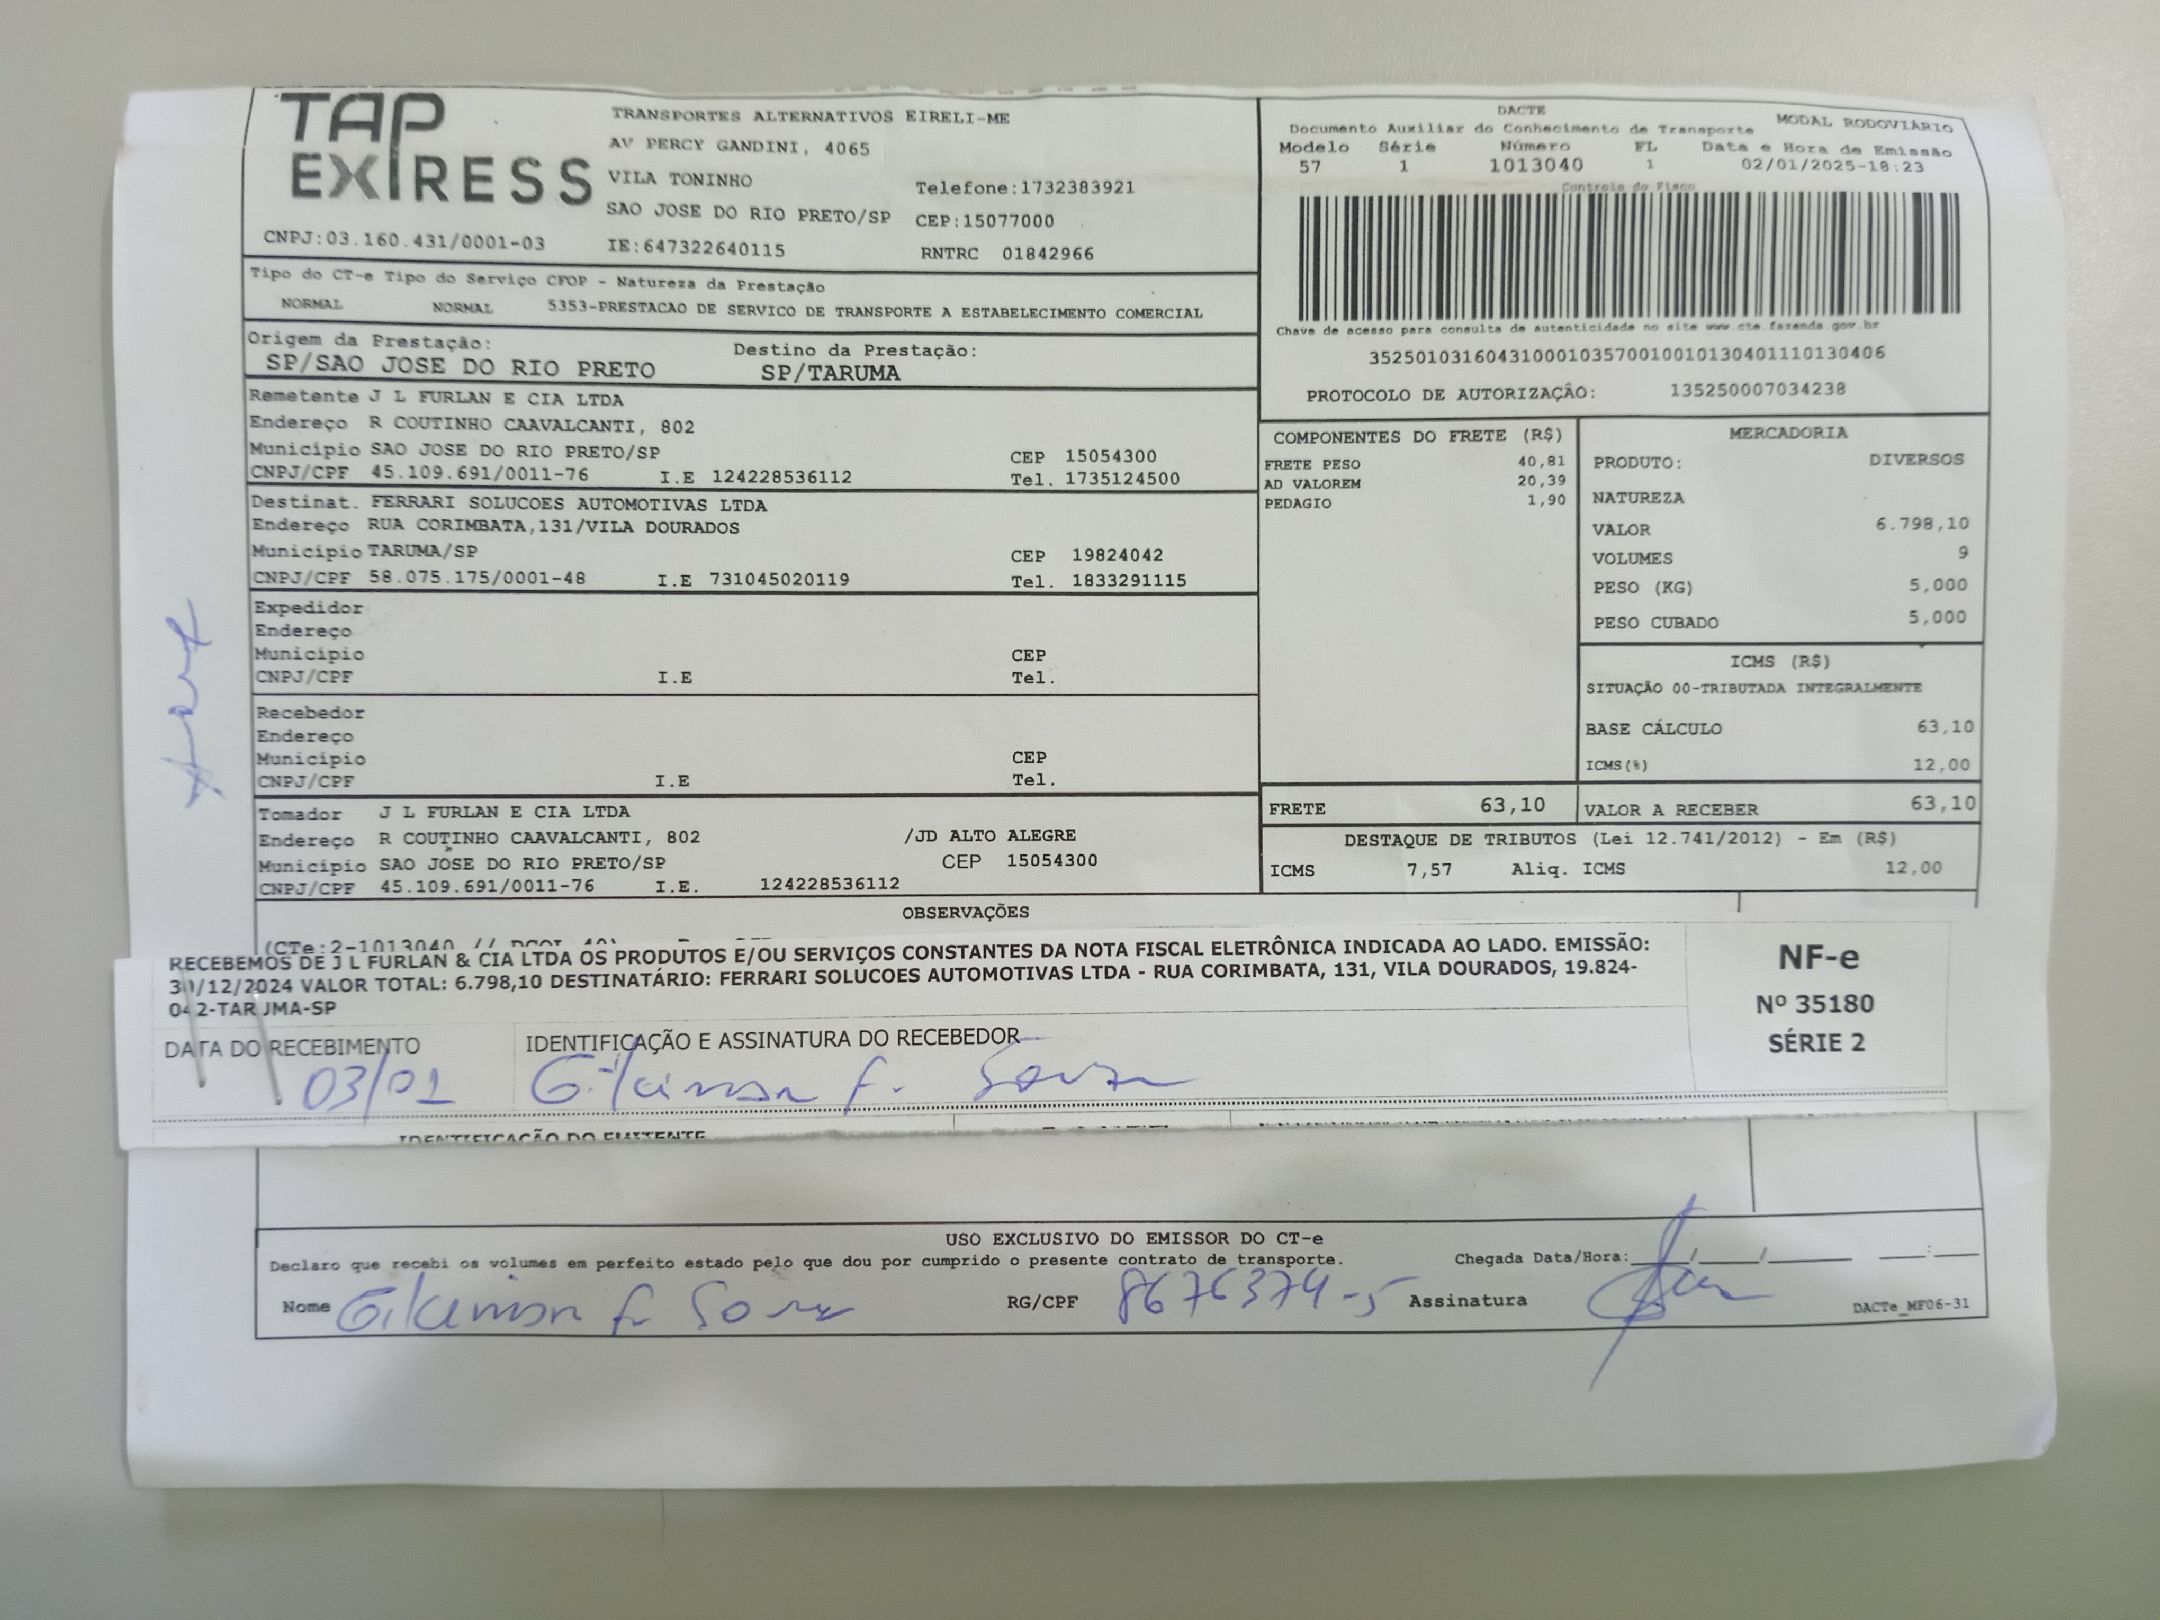 TAP EXPRESS
TRANSPORTES ALTERNATIVOS EIRELI-ME
AV PERCY GANDINI, 4065
VILA TONINHO Telefone:1732383921
SAO JOSE DO RIO PRETO/SP CEP:15077000
CNPJ:03.160.431/0001-03 IE:647322640115 RNTRC 01842966
Tipo do CT-e Tipo do Serviço CFOP - Natureza da Prestação
NORMAL NORMAL 5353-PRESTACAO DE SERVICO DE TRANSPORTE A ESTABELECIMENTO COMERCIAL
Origem da Prestação: Destino da Prestação:
SP/SAO JOSE DO RIO PRETO SP/TARUMA
Remetente J L FURLAN E CIA LTDA
Endereço R COUTINHO CAAVALCANTI, 802
Município SAO JOSE DO RIO PRETO/SP CEP 15054300
CNPJ/CPF 45.109.691/0011-76 I.E 124228536112 Tel. 1735124500
Destinat. FERRARI SOLUCOES AUTOMOTIVAS LTDA
Endereço RUA CORIMBATA,131/VILA DOURADOS
Município TARUMA/SP CEP 19824042
CNPJ/CPF 58.075.175/0001-48 I.E 731045020119 Tel. 1833291115
Expedidor
Endereço
Município CEP
CNPJ/CPF I.E Tel.
Recebedor
Endereço
Município CEP
CNPJ/CPF I.E Tel.
Tomador J L FURLAN E CIA LTDA
Endereço R COUTINHO CAAVALCANTI, 802 /JD ALTO ALEGRE
Município SAO JOSE DO RIO PRETO/SP CEP 15054300
CNPJ/CPF 45.109.691/0011-76 I.E. 124228536112
DACTE
Documento Auxiliar do Conhecimento de Transporte MODAL RODOVIÁRIO
Modelo Série Número FL Data e Hora de Emissão
57 1 1013040 1 02/01/2025-18:23
Controle do Fisco
Chave de acesso para consulta de autenticidade no site www.cte.fazenda.gov.br
35250103160431000103570010010130401110130406
PROTOCOLO DE AUTORIZAÇÃO: 135250007034238
COMPONENTES DO FRETE (R$)
FRETE PESO 40,81
AD VALOREM 20,39
PEDAGIO 1,90
MERCADORIA
PRODUTO: DIVERSOS
NATUREZA
VALOR 6.798,10
VOLUMES 9
PESO (KG) 5,000
PESO CUBADO 5,000
ICMS (R$)
SITUAÇÃO 00-TRIBUTADA INTEGRALMENTE
BASE CÁLCULO 63,10
ICMS(%) 12,00
FRETE 63,10 VALOR A RECEBER 63,10
DESTAQUE DE TRIBUTOS (Lei 12.741/2012) - Em (R$)
ICMS 7,57 Aliq. ICMS 12,00
OBSERVAÇÕES
(CTe:2-1013040 //
RECEBEMOS DE J L FURLAN & CIA LTDA OS PRODUTOS E/OU SERVIÇOS CONSTANTES DA NOTA FISCAL ELETRÔNICA INDICADA AO LADO. EMISSÃO:
30/12/2024 VALOR TOTAL: 6.798,10 DESTINATÁRIO: FERRARI SOLUCOES AUTOMOTIVAS LTDA - RUA CORIMBATA, 131, VILA DOURADOS, 19.824-
042-TARUMA-SP
DATA DO RECEBIMENTO IDENTIFICAÇÃO E ASSINATURA DO RECEBEDOR
03/01
NF-e
Nº 35180
SÉRIE 2
IDENTIFICAÇÃO DO EMITENTE
USO EXCLUSIVO DO EMISSOR DO CT-e
Declaro que recebi os volumes em perfeito estado pelo que dou por cumprido o presente contrato de transporte. Chegada Data/Hora: / / :
Nome RG/CPF 8676374-5 Assinatura DACTe_MF06-31